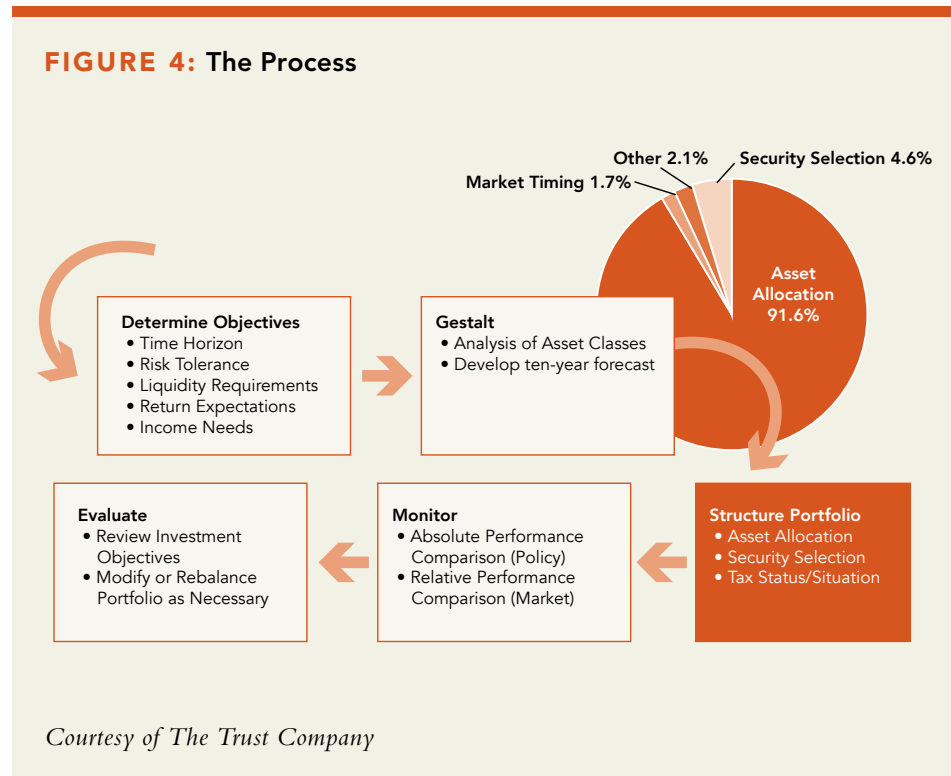 FIGURE 4: The Process
Other 2.1%
Security Selection 4.6%
Market Timing 1.7%
Asset
Allocation
91.6%
Determine Objectives
• Time Horizon
• Risk Tolerance
• Liquidity Requirements
• Return Expectations
• Income Needs
Gestalt
• Analysis of Asset Classes
• Develop ten-year forecast
Structure Portfolio
• Asset Allocation
• Security Selection
• Tax Status/Situation
Monitor
• Absolute Performance
Comparison (Policy)
• Relative Performance
Comparison (Market)
Evaluate
• Review Investment
Objectives
• Modify or Rebalance
Portfolio as Necessary
Courtesy of The Trust Company